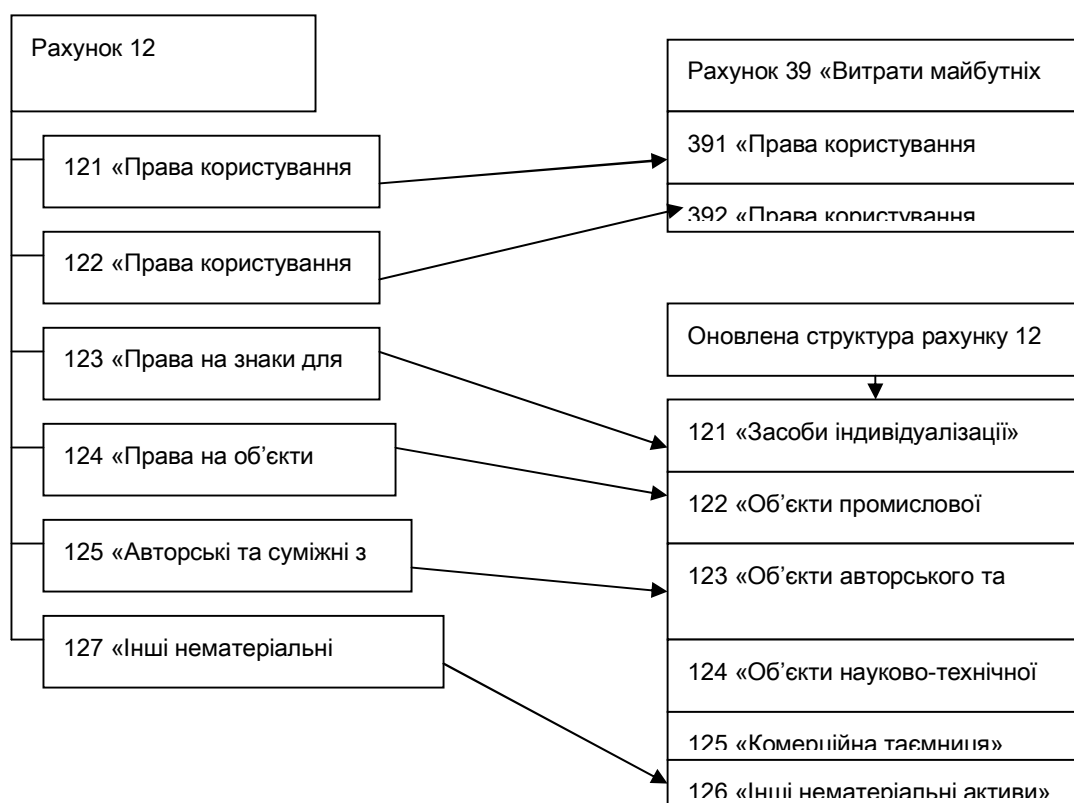 Рахунок 12
121 «Права користування
122 «Права користування
123 «Права на знаки для
124 «Права на об’єкти
125 «Авторські та суміжні з
127 «Інші нематеріальні
Рахунок 39 «Витрати майбутніх
391 «Права користування
392 «Права користування
Оновлена структура рахунку 12
121 «Засоби індивідуалізації»
122 «Об’єкти промислової
123 «Об’єкти авторського та
124 «Об’єкти науково-технічної
125 «Комерційна таємниця»
126 «Інші нематеріальні активи»